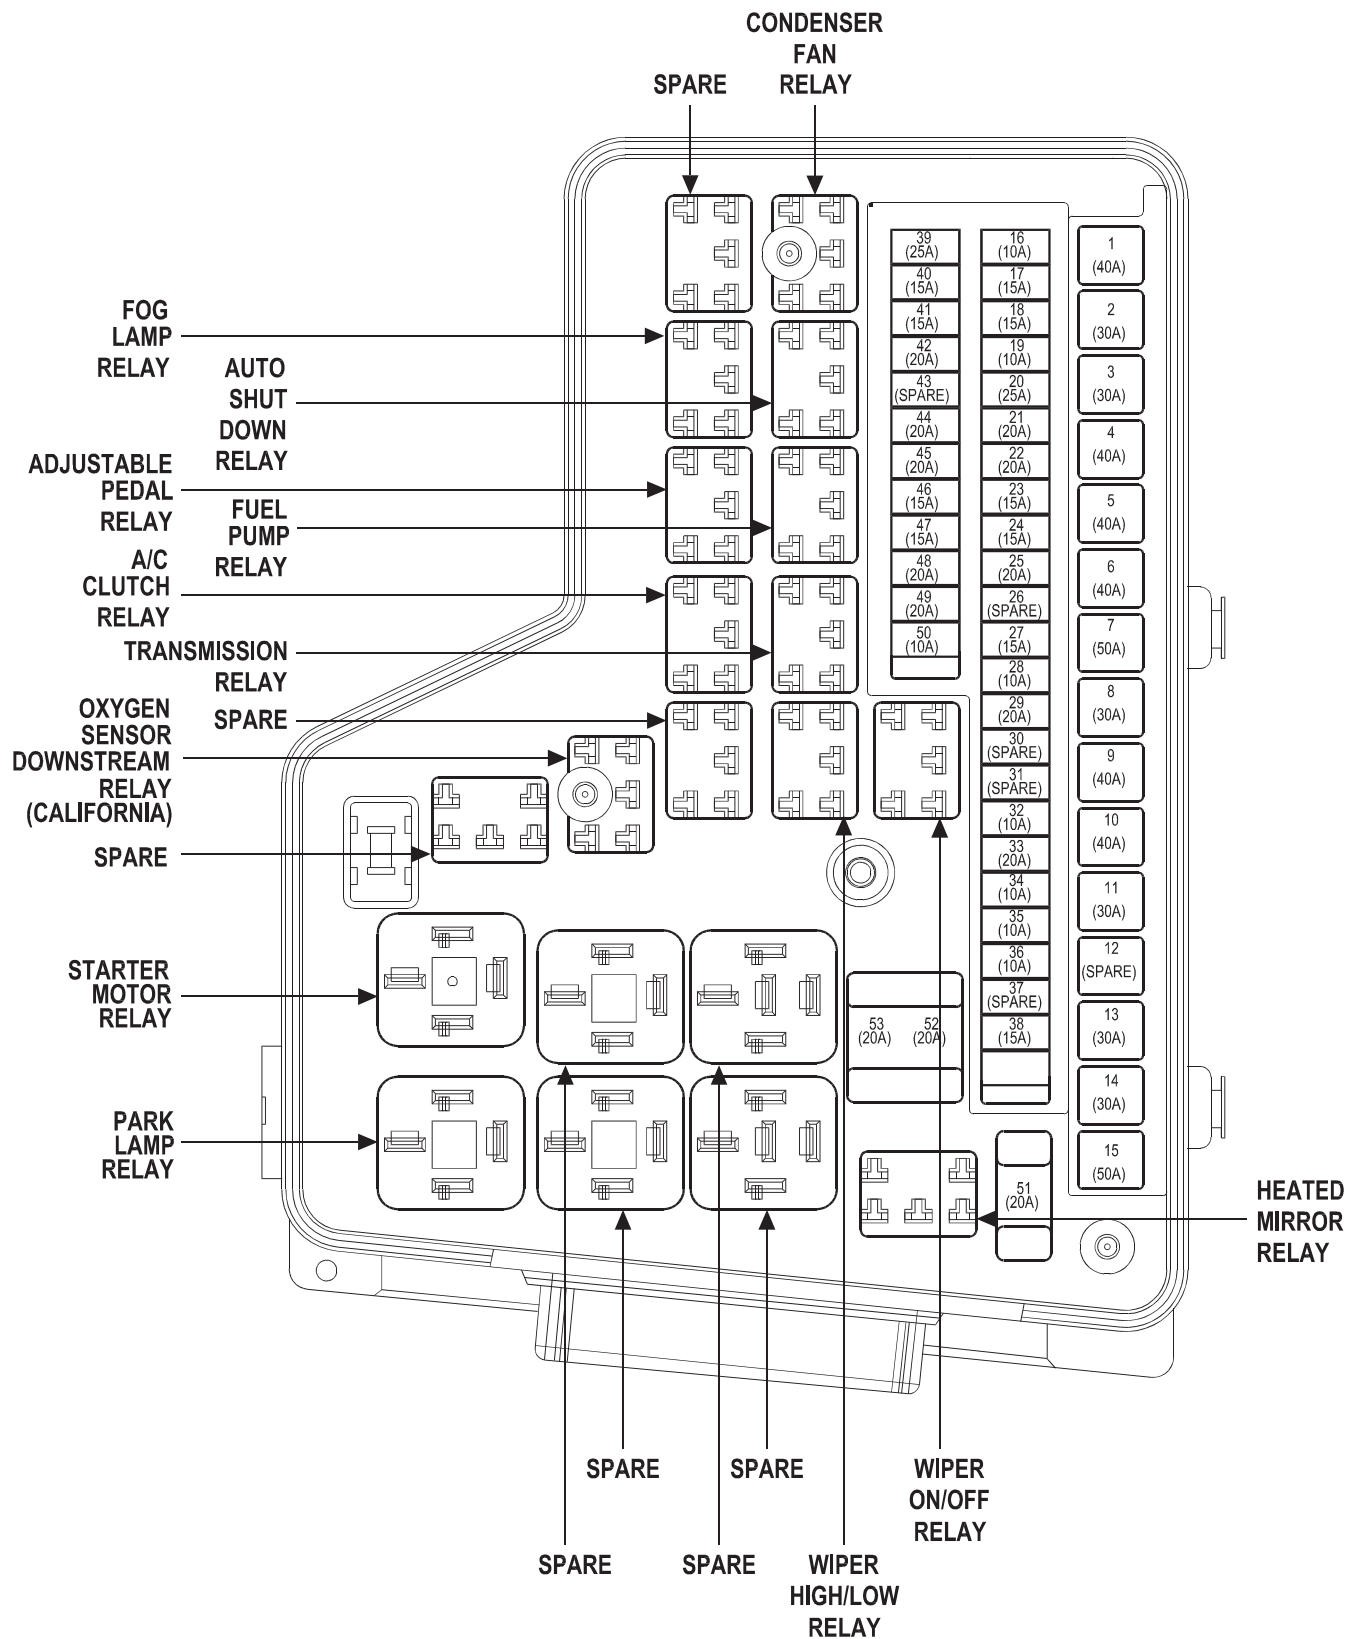 CONDENSER
FAN
RELAY
SPARE
FOG
LAMP
RELAY
AUTO
SHUT
DOWN
RELAY
ADJUSTABLE
PEDAL
RELAY
FUEL
PUMP
RELAY
A/C
CLUTCH
RELAY
TRANSMISSION
RELAY
SPARE
OXYGEN
SENSOR
DOWNSTREAM
RELAY
(CALIFORNIA)
SPARE
STARTER
MOTOR
RELAY
PARK
LAMP
RELAY
39
(25A)
40
(15A)
41
(15A)
42
(20A)
43
(SPARE)
44
(20A)
45
(20A)
46
(15A)
47
(15A)
48
(20A)
49
(20A)
50
(10A)
16
(10A)
17
(15A)
18
(15A)
19
(10A)
20
(25A)
21
(20A)
22
(20A)
23
(15A)
24
(15A)
25
(20A)
26
(SPARE)
27
(15A)
28
(10A)
29
(20A)
30
(SPARE)
31
(SPARE)
32
(10A)
33
(20A)
34
(10A)
35
(10A)
36
(10A)
37
(SPARE)
38
(15A)
1
(40A)
2
(30A)
3
(30A)
4
(40A)
5
(40A)
6
(40A)
7
(50A)
8
(30A)
9
(40A)
10
(40A)
11
(30A)
12
(SPARE)
13
(30A)
14
(30A)
15
(50A)
53 52
(20A) (20A)
51
(20A)
HEATED
MIRROR
RELAY
SPARE
SPARE
WIPER
ON/OFF
RELAY
SPARE
SPARE
WIPER
HIGH/LOW
RELAY